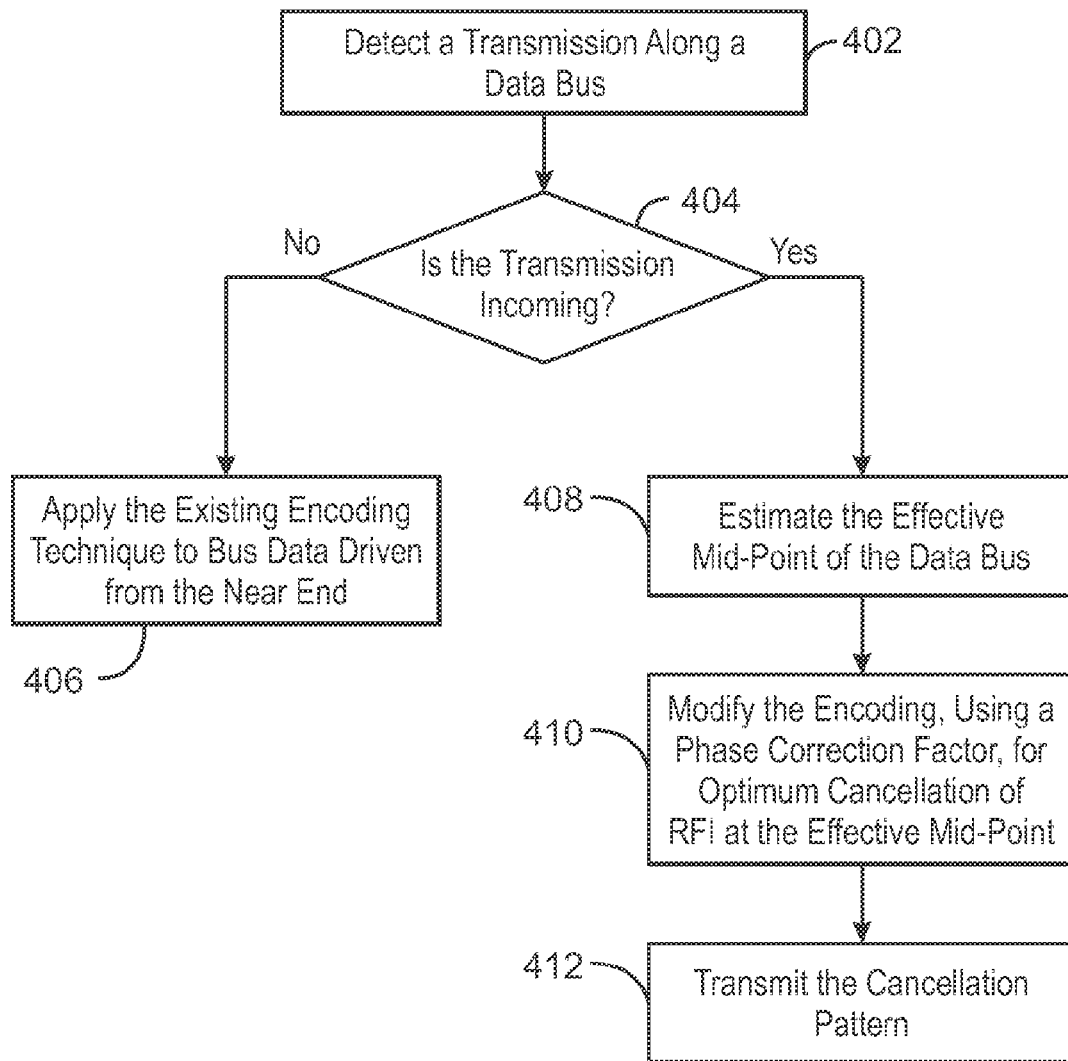 Detect a Transmission Along a
Data Bus
402
404
No
Yes
Is the Transmission
Incoming?
Apply the Existing Encoding
Technique to Bus Data Driven
from the Near End
406
408
Estimate the Effective
Mid-Point of the Data Bus
410
Modify the Encoding, Using a
Phase Correction Factor, for
Optimum Cancellation of
RFI at the Effective Mid-Point
412
Transmit the Cancellation
Pattern